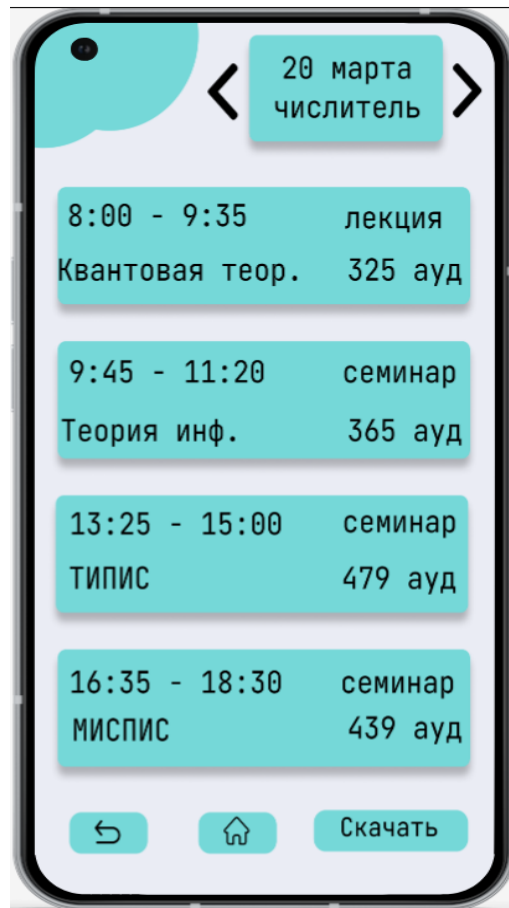 20 марта
числитель
8:00 - 9:35 лекция
Квантовая теор. 325 ауд
9:45 - 11:20 семинар
Теория инф. 365 ауд
13:25 - 15:00 семинар
ТИПИС 479 ауд
16:35 - 18:30 семинар
МИСПИС 439 ауд
Скачать